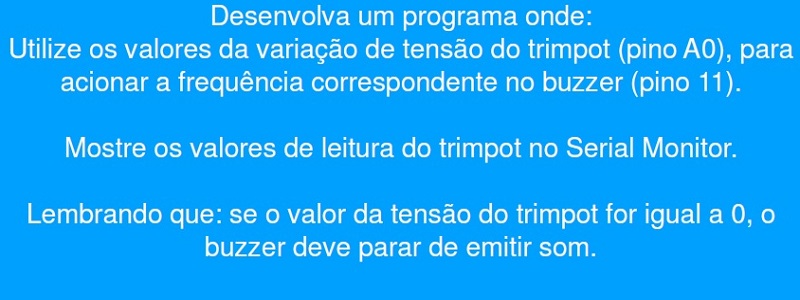 Desenvolva um programa onde:
Utilize os valores da variação de tensão do trimpot (pino A0), para
acionar a frequência correspondente no buzzer (pino 11).
Mostre os valores de leitura do trimpot no Serial Monitor.
Lembrando que: se o valor da tensão do trimpot for igual a 0, o
buzzer deve parar de emitir som.